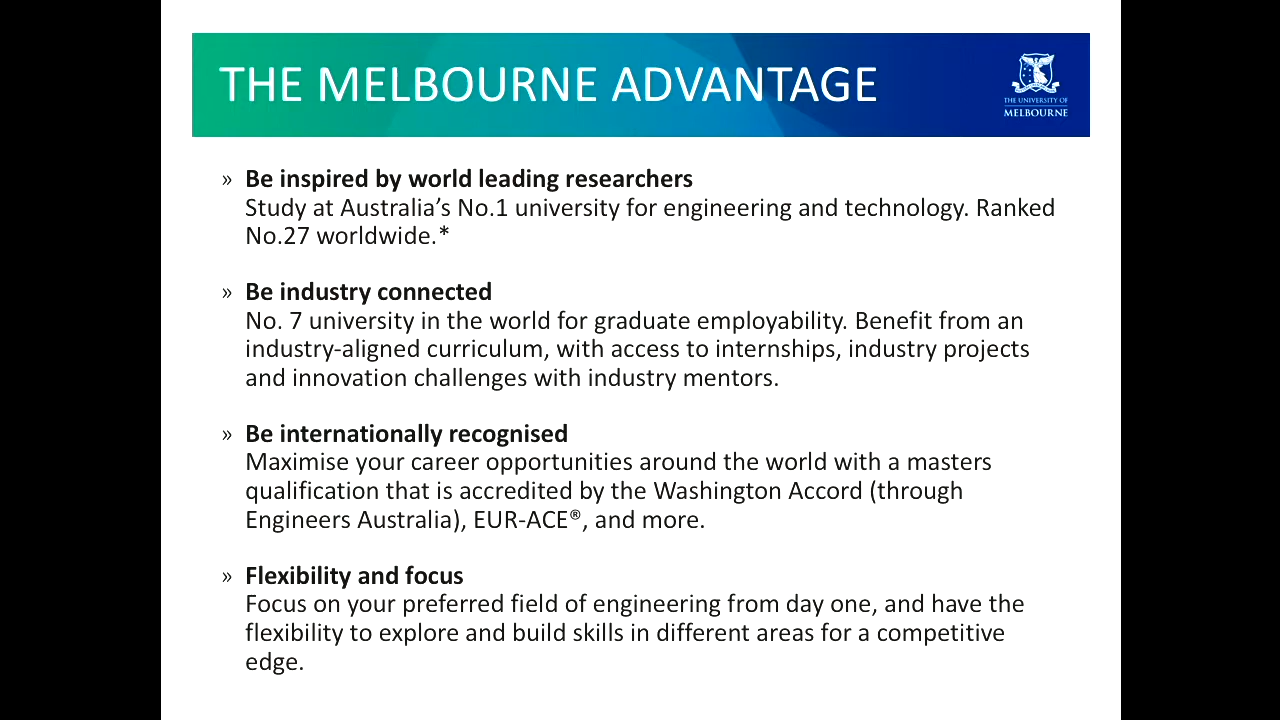 THE MELBOURNE ADVANTAGE
THE UNIVERSITY OF
MELBOURNE
» Be inspired by world leading researchers
Study at Australia’s No.1 university for engineering and technology. Ranked
No.27 worldwide.*
» Be industry connected
No. 7 university in the world for graduate employability. Benefit from an
industry-aligned curriculum, with access to internships, industry projects
and innovation challenges with industry mentors.
» Be internationally recognised
Maximise your career opportunities around the world with a masters
qualification that is accredited by the Washington Accord (through
Engineers Australia), EUR-ACE®, and more.
» Flexibility and focus
Focus on your preferred field of engineering from day one, and have the
flexibility to explore and build skills in different areas for a competitive
edge.